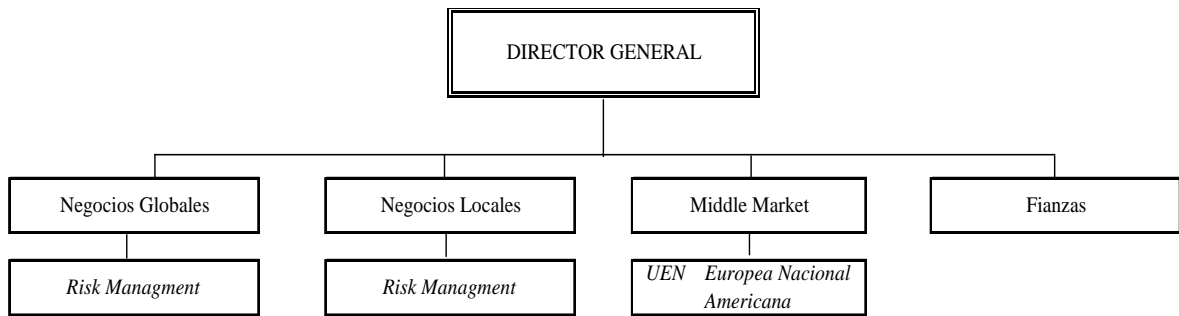 DIRECTOR GENERAL
Negocios Globales
Negocios Locales
Middle Market
Fianzas
Risk Managment
Risk Managment
UEN Europea Nacional
Americana